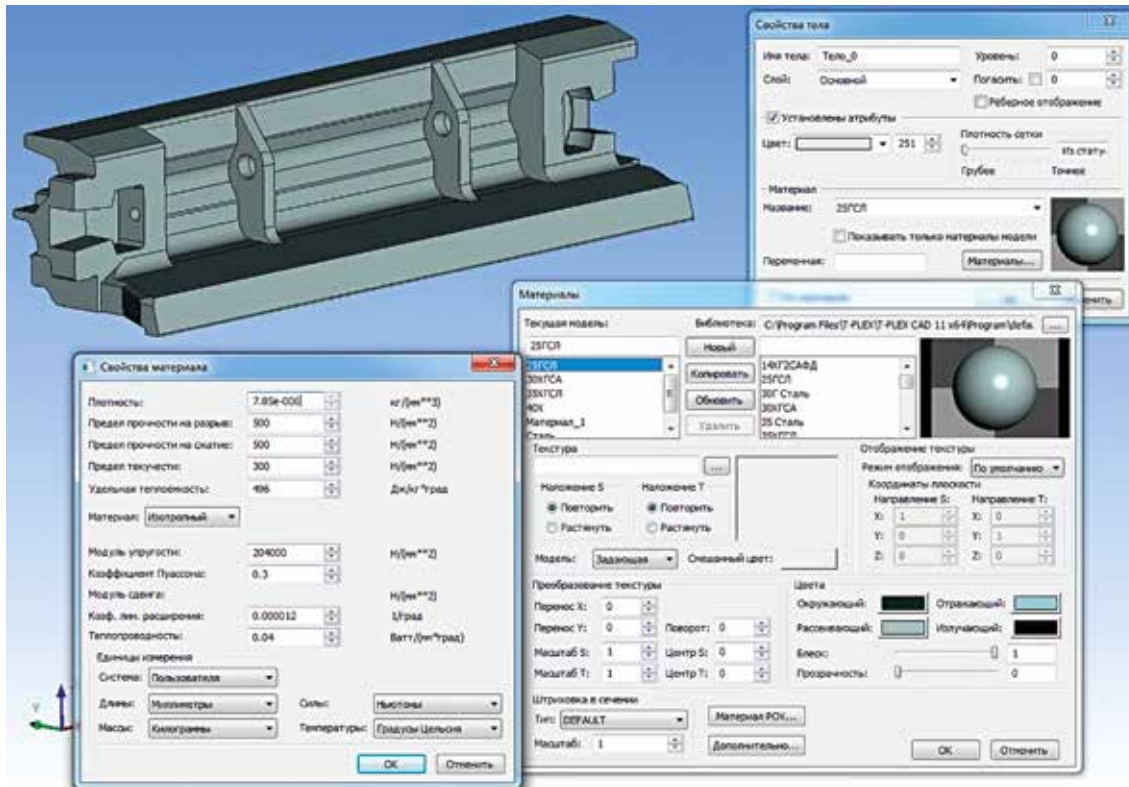 Свойства тела
Имя тела: Тело_0 Уровень: 0
Слой: Основной Погасить: 0
Реберное отображение
Установлены атрибуты
Цвет: 251 Плотность сетки
Из стату
Грубее Точнее
Материал
Название: 25ГСЛ
Показывать только материалы модели
Переменная: Материалы...
Материалы
Текущая модель: Библиотека: C:\Program Files\T-FLEX\T-FLEX CAD 11 x64\Program\defa ...
25ГСЛ Новый
25ГСЛ Копировать 14ХГ2САФД
30ХГСА 25ГСЛ
35ХГСЛ Обновить 30Г Сталь
40Х 30ХГСА
Материал_1 Удалить 35 Сталь
Сталь 35ХГСЛ
Текстура Отображение текстуры
... Режим отображения: По умолчанию
Координаты плоскости
Наложение S Наложение T Направление S: Направление T:
Повторить Повторить X: 1 X: 0
Растянуть Растянуть Y: 0 Y: 1
Z: 0 Z: 0
Модель: Задающая Смешанный цвет:
Преобразование текстуры Цвета
Перенос X: 0 Окружающий: Отражающий:
Перенос Y: 0 Поворот: 0 Рассеивающий: Излучающий:
Масштаб S: 1 Центр S: 0 Блеск: 1
Масштаб T: 1 Центр T: 0 Прозрачность: 0
Штриховка в сечении
Тип: DEFAULT Материал РОК...
Масштаб: 1 Дополнительно... OK Отменить
Свойства материала
Плотность: 7.85e-006 кг/(мм**3)
Предел прочности на разрыв: 500 Н/(мм**2)
Предел прочности на сжатие: 500 Н/(мм**2)
Предел текучести: 300 Н/(мм**2)
Удельная теплоёмкость: 496 Дж/кг*град
Материал: Изотропный
Модуль упругости: 204000 Н/(мм**2)
Коэффициент Пуассона: 0.3
Модуль сдвига: Н/(мм**2)
Коэф. лин. расширения: 0.000012 1/град
Теплопроводность: 0.04 Ватт/(мм*град)
Единицы измерения
Система: Пользователя
Длины: Миллиметры Силы: Ньютоны
Массы: Килограммы Температуры: Градусы Цельсия
OK Отменить
Y